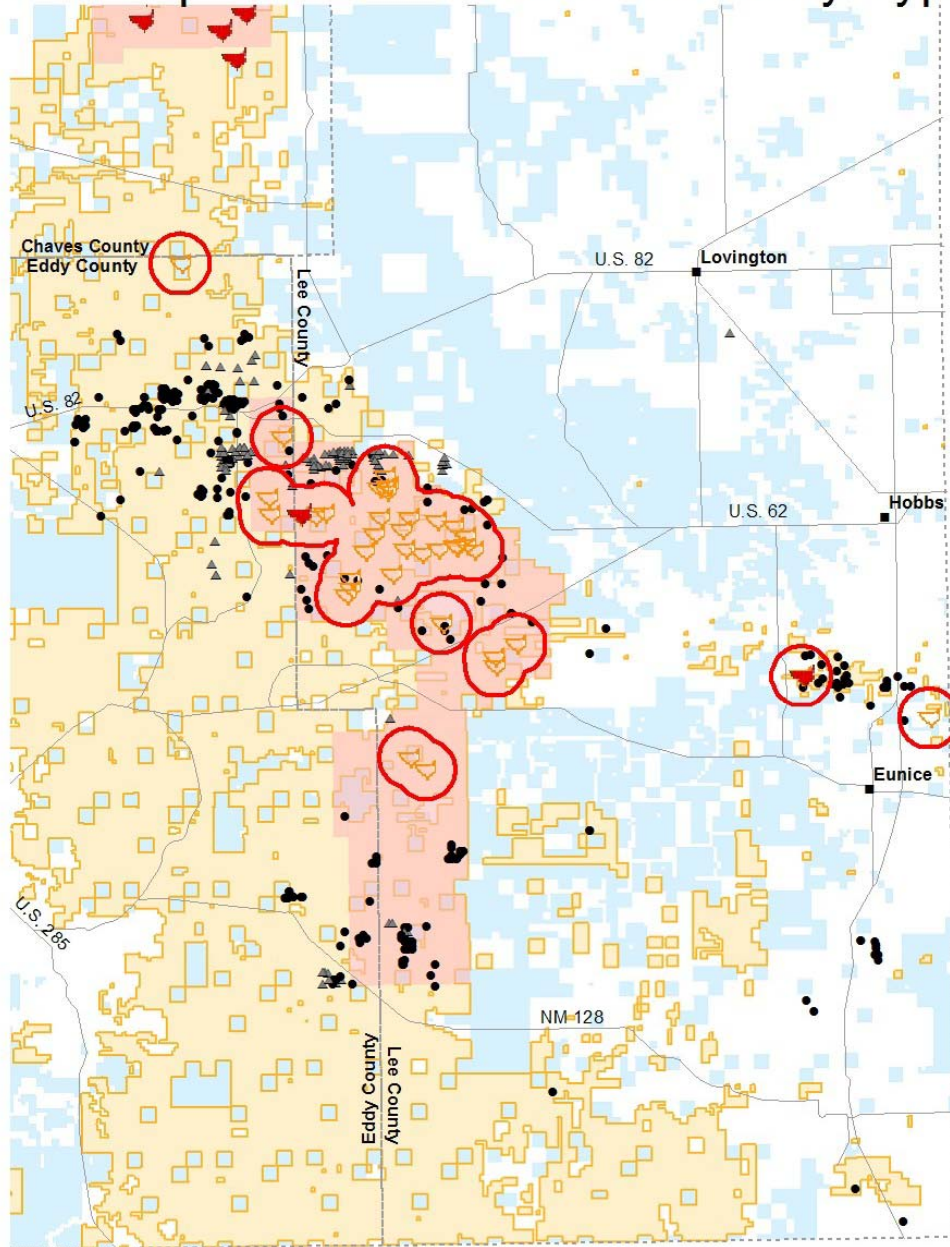 Chaves County
Eddy County
U.S. 82
Lovington
Lee County
U.S. 82
Hobbs
U.S. 62
Eunice
U.S. 285
NM 128
Eddy County
Lee County